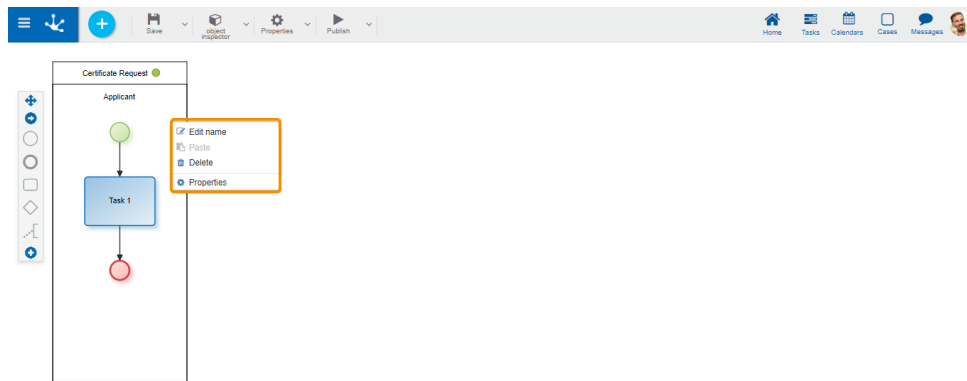 Save
object
inspector
Properties
Publish
Home
Tasks
Calendars
Cases
Messages
Certificate Request
Applicant
Edit name
Paste
Delete
Properties
Task 1